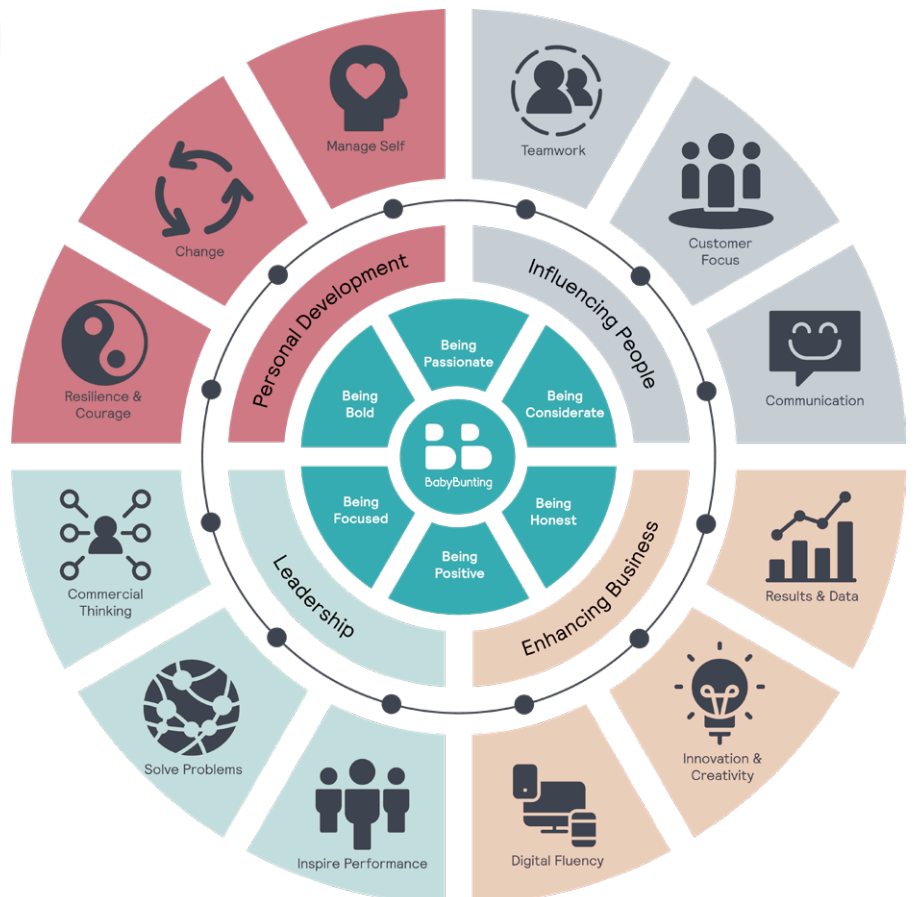 Manage Self
Teamwork
Change
Customer
Focus
Resilience &
Courage
Communication
Personal Development
Influencing People
Being
Passionate
Being
Bold
Being
Considerate
BB
BabyBunting
Being
Focused
Being
Honest
Being
Positive
Leadership
Enhancing Business
Commercial
Thinking
Results & Data
Solve Problems
Innovation &
Creativity
Inspire Performance
Digital Fluency